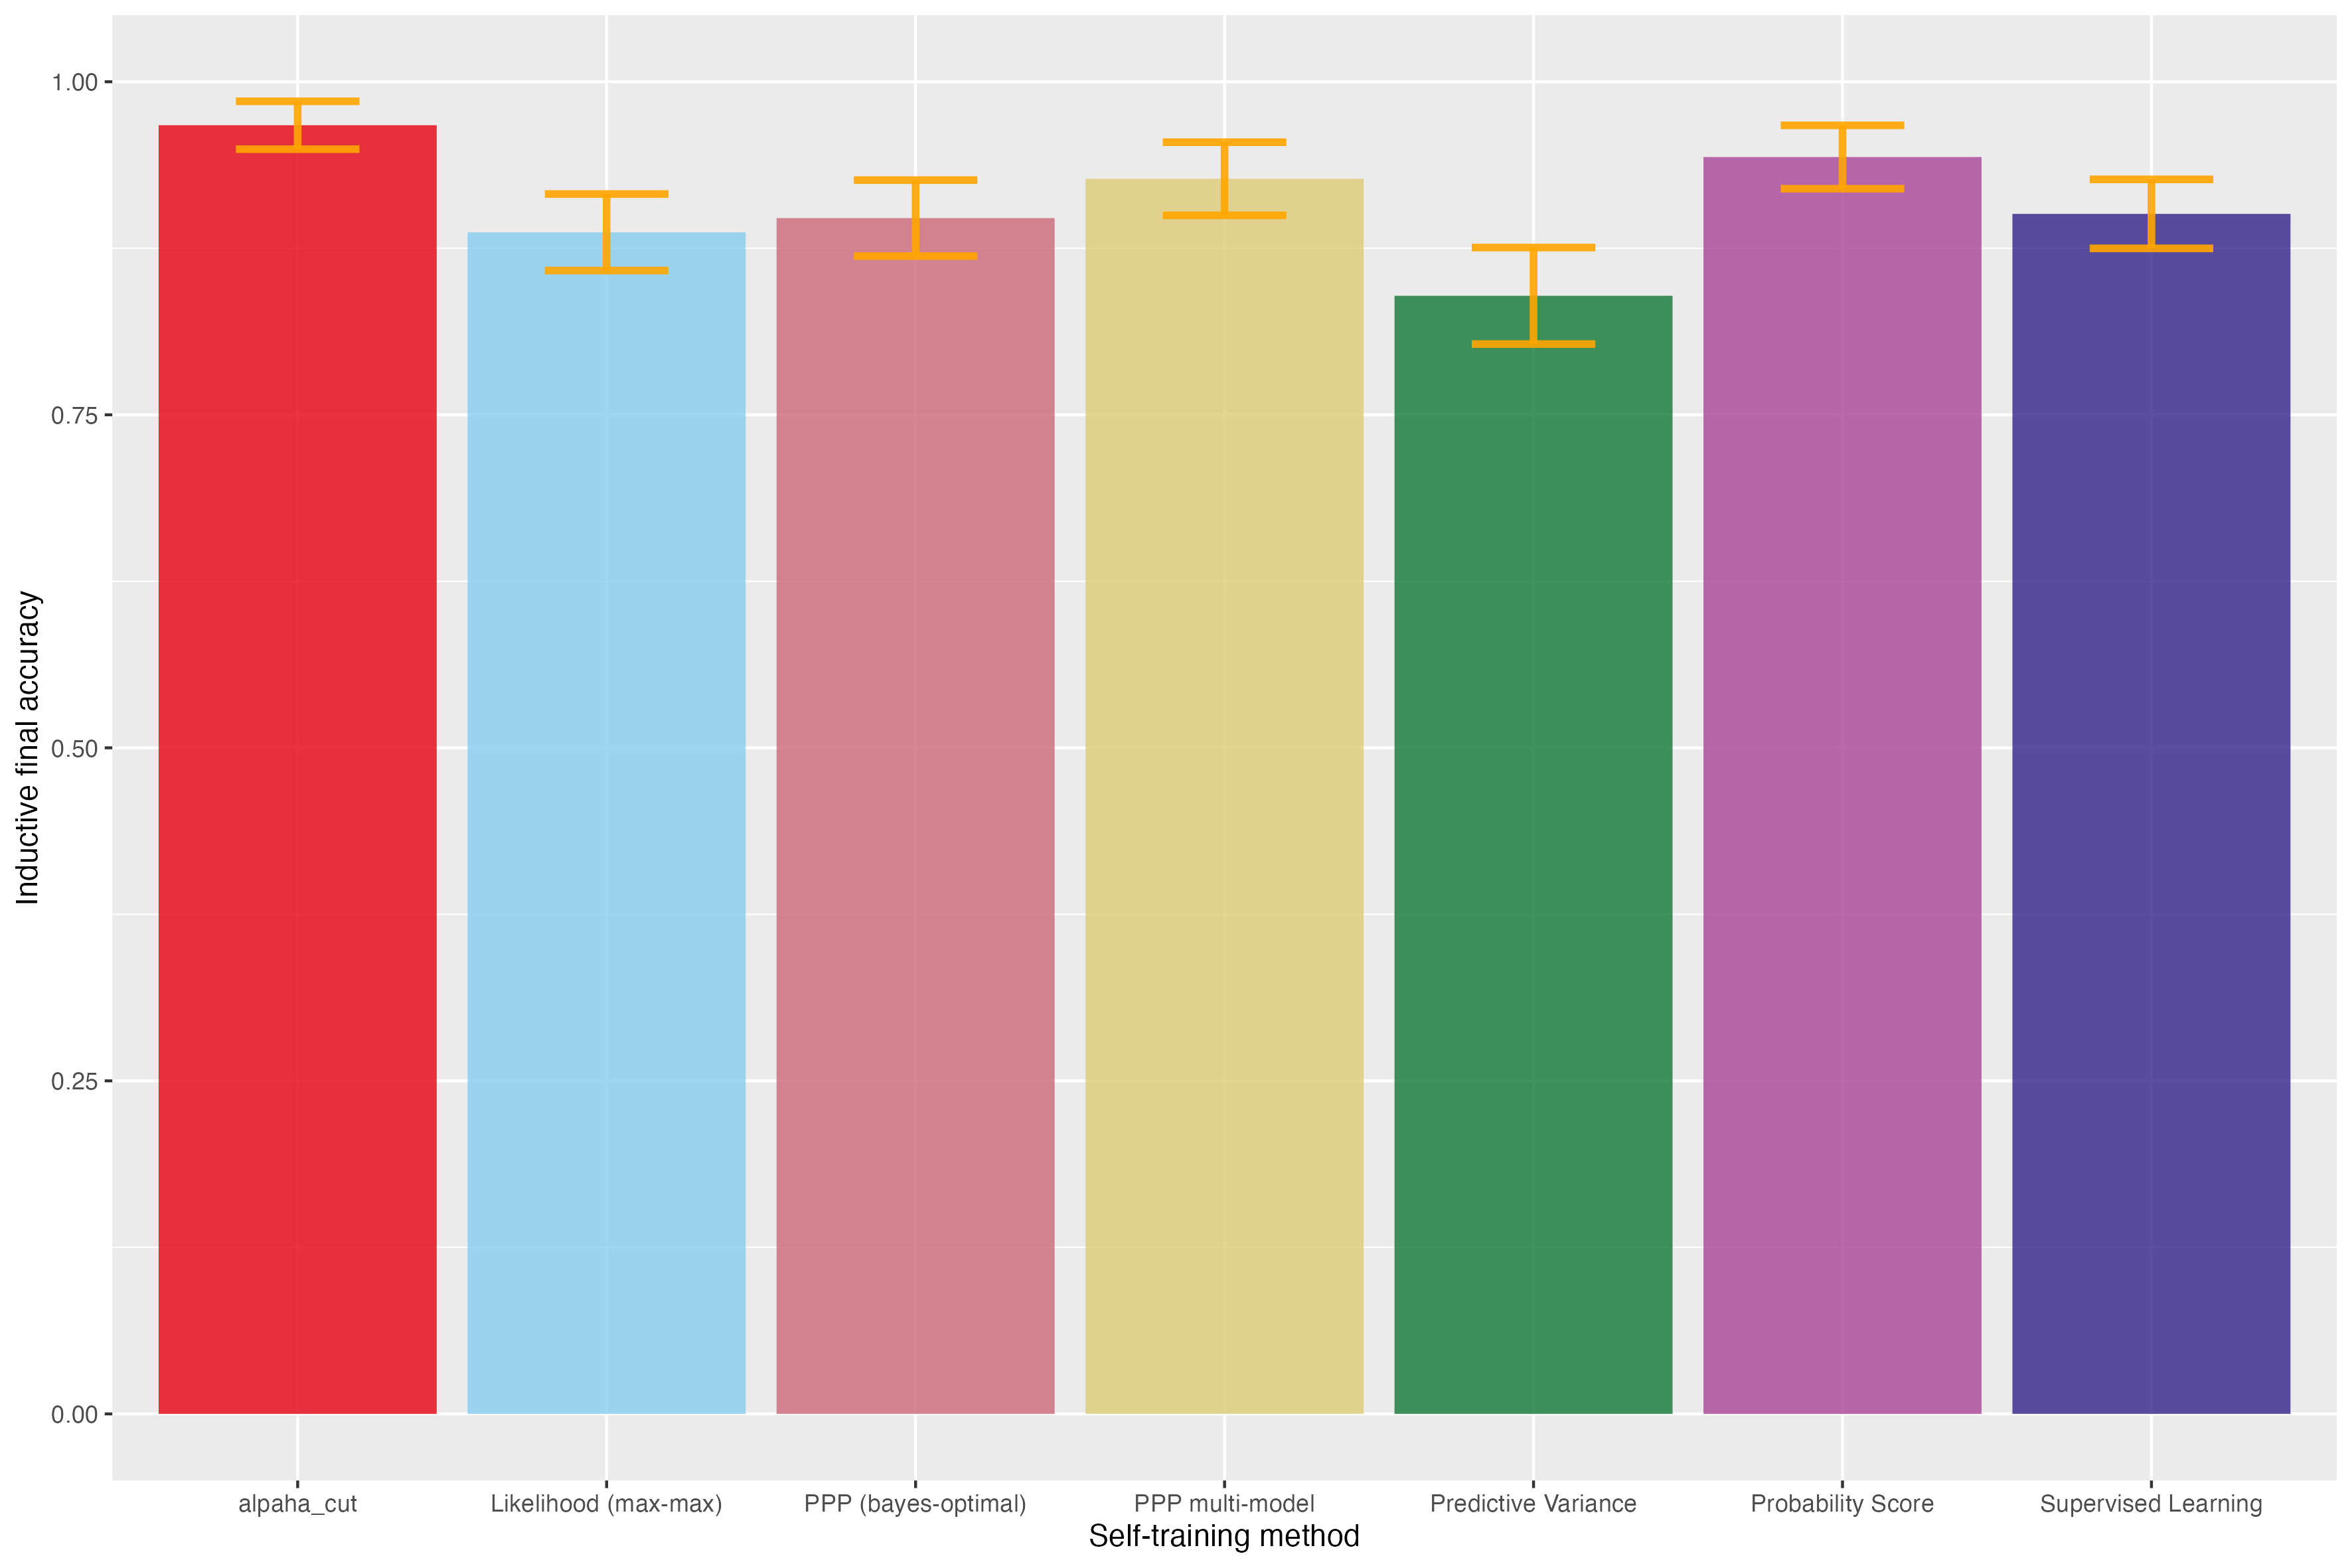 Inductive final accuracy
1.00
0.75
0.50
0.25
0.00
alpaha_cut
Likelihood (max-max)
PPP (bayes-optimal)
PPP multi-model
Predictive Variance
Probability Score
Supervised Learning
Self-training method